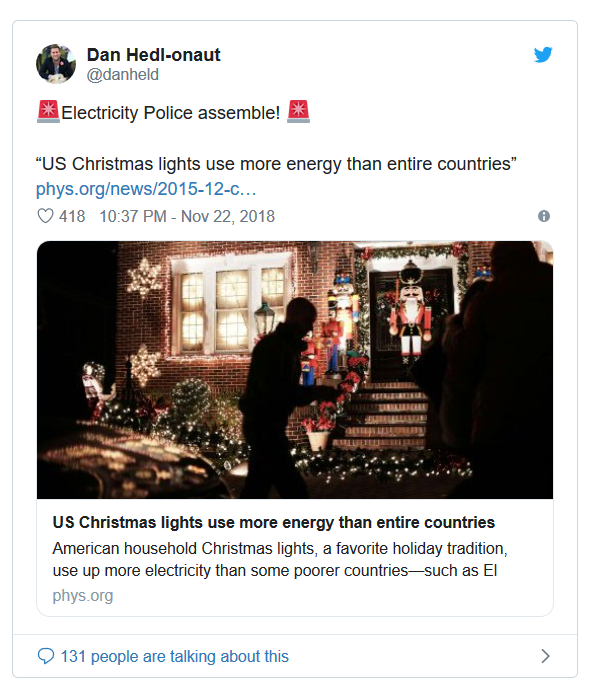 Dan Hedl-onaut
@danheld
🚨Electricity Police assemble! 🚨
“US Christmas lights use more energy than entire countries”
phys.org/news/2015-12-c…
418 10:37 PM - Nov 22, 2018
US Christmas lights use more energy than entire countries
American household Christmas lights, a favorite holiday tradition,
use up more electricity than some poorer countries—such as El
phys.org
131 people are talking about this